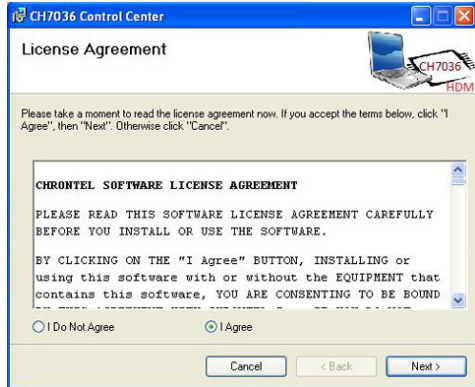 CH7036 Control Center
License Agreement
CH7036
HDM
Please take a moment to read the license agreement now. If you accept the terms below, click "I
Agree", then "Next". Otherwise click "Cancel".
CHRONTEL SOFTWARE LICENSE AGREEMENT
PLEASE READ THIS SOFTWARE LICENSE AGREEMENT CAREFULLY
BEFORE YOU INSTALL OR USE THE SOFTWARE.
BY CLICKING ON THE "I Agree" BUTTON, INSTALLING or
using this software with or without the EQUIPMENT that
contains this software, YOU ARE CONSENTING TO BE BOUND
I Do Not Agree
I Agree
Cancel
< Back
Next >